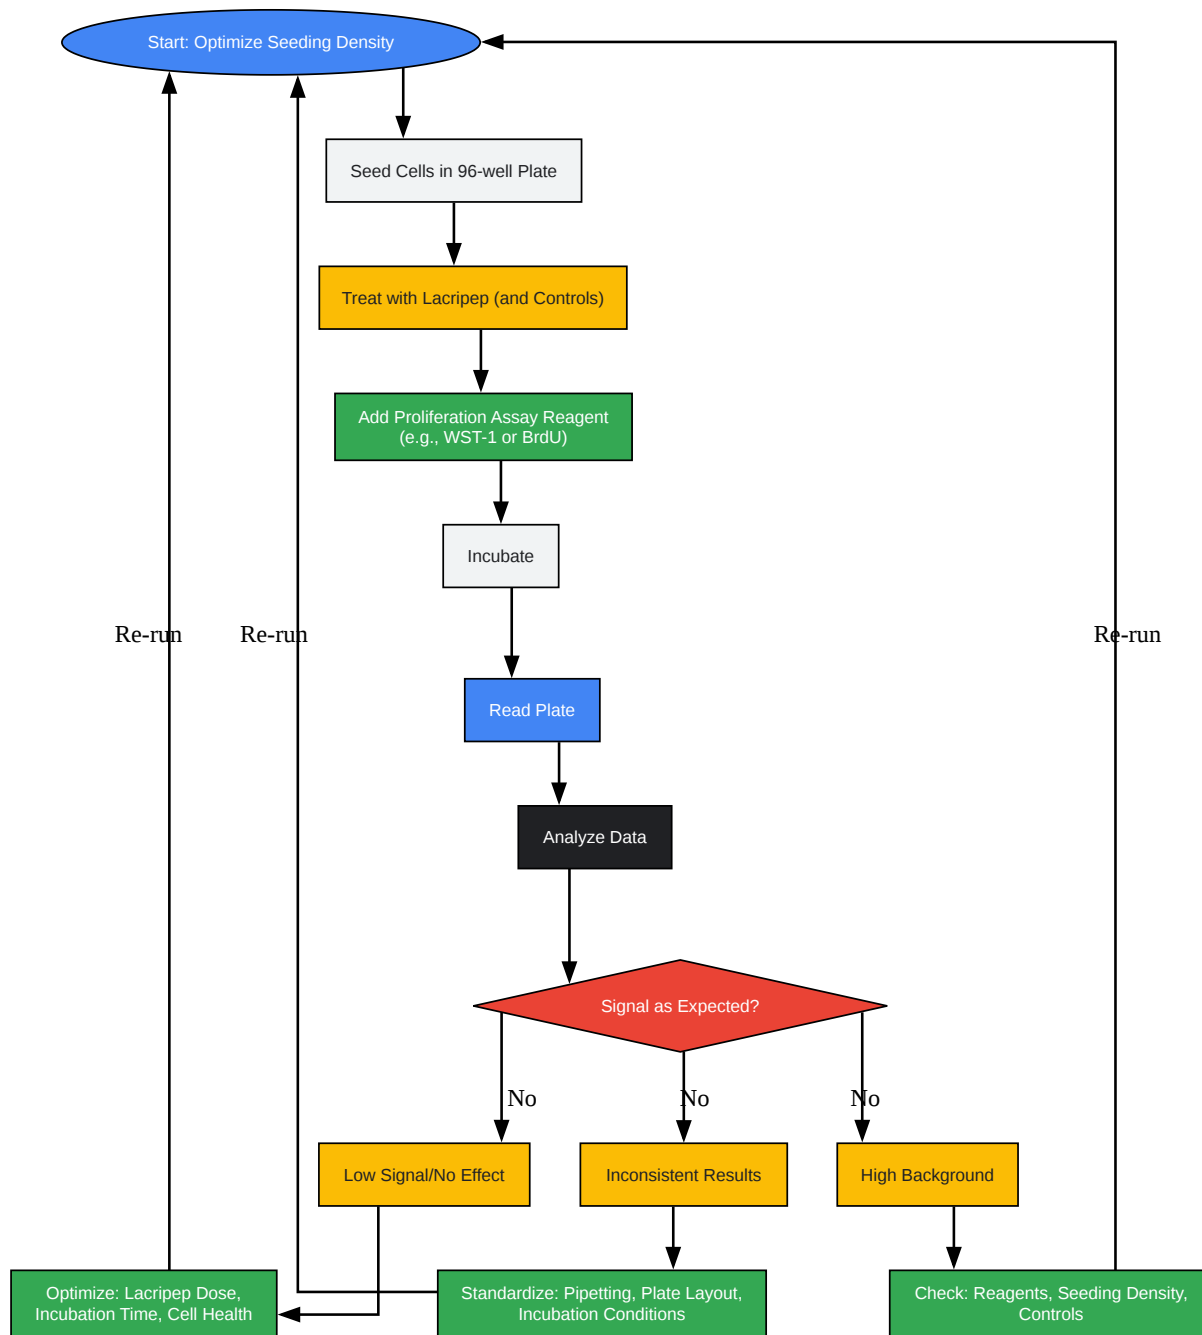 Start: Optimize Seeding Density
Seed Cells in 96-well Plate
Treat with Lacripep (and Controls)
Add Proliferation Assay Reagent
(e.g., WST-1 or BrdU)
Incubate
Re-run
Re-run
Re-run
Read Plate
Analyze Data
Signal as Expected?
No
No
No
Low Signal/No Effect
Inconsistent Results
High Background
Optimize: Lacripep Dose,
Incubation Time, Cell Health
Standardize: Pipetting, Plate Layout,
Incubation Conditions
Check: Reagents, Seeding Density,
Controls